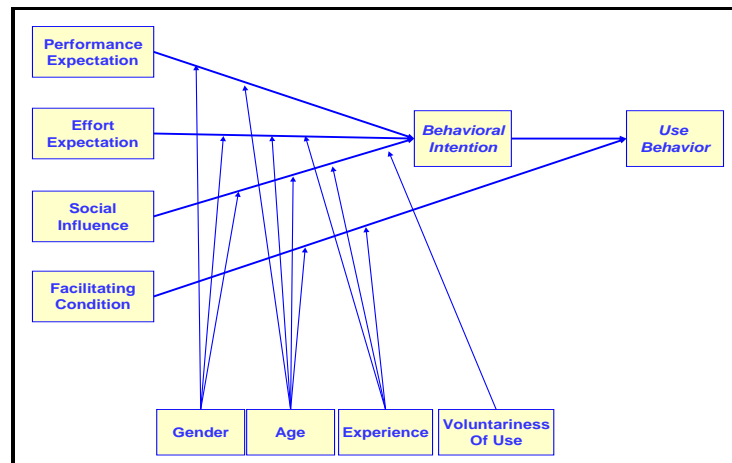 Performance
Expectation
Effort
Expectation
Behavioral
Intention
Use
Behavior
Social
Influence
Facilitating
Condition
Gender
Age
Experience
Voluntariness
Of Use